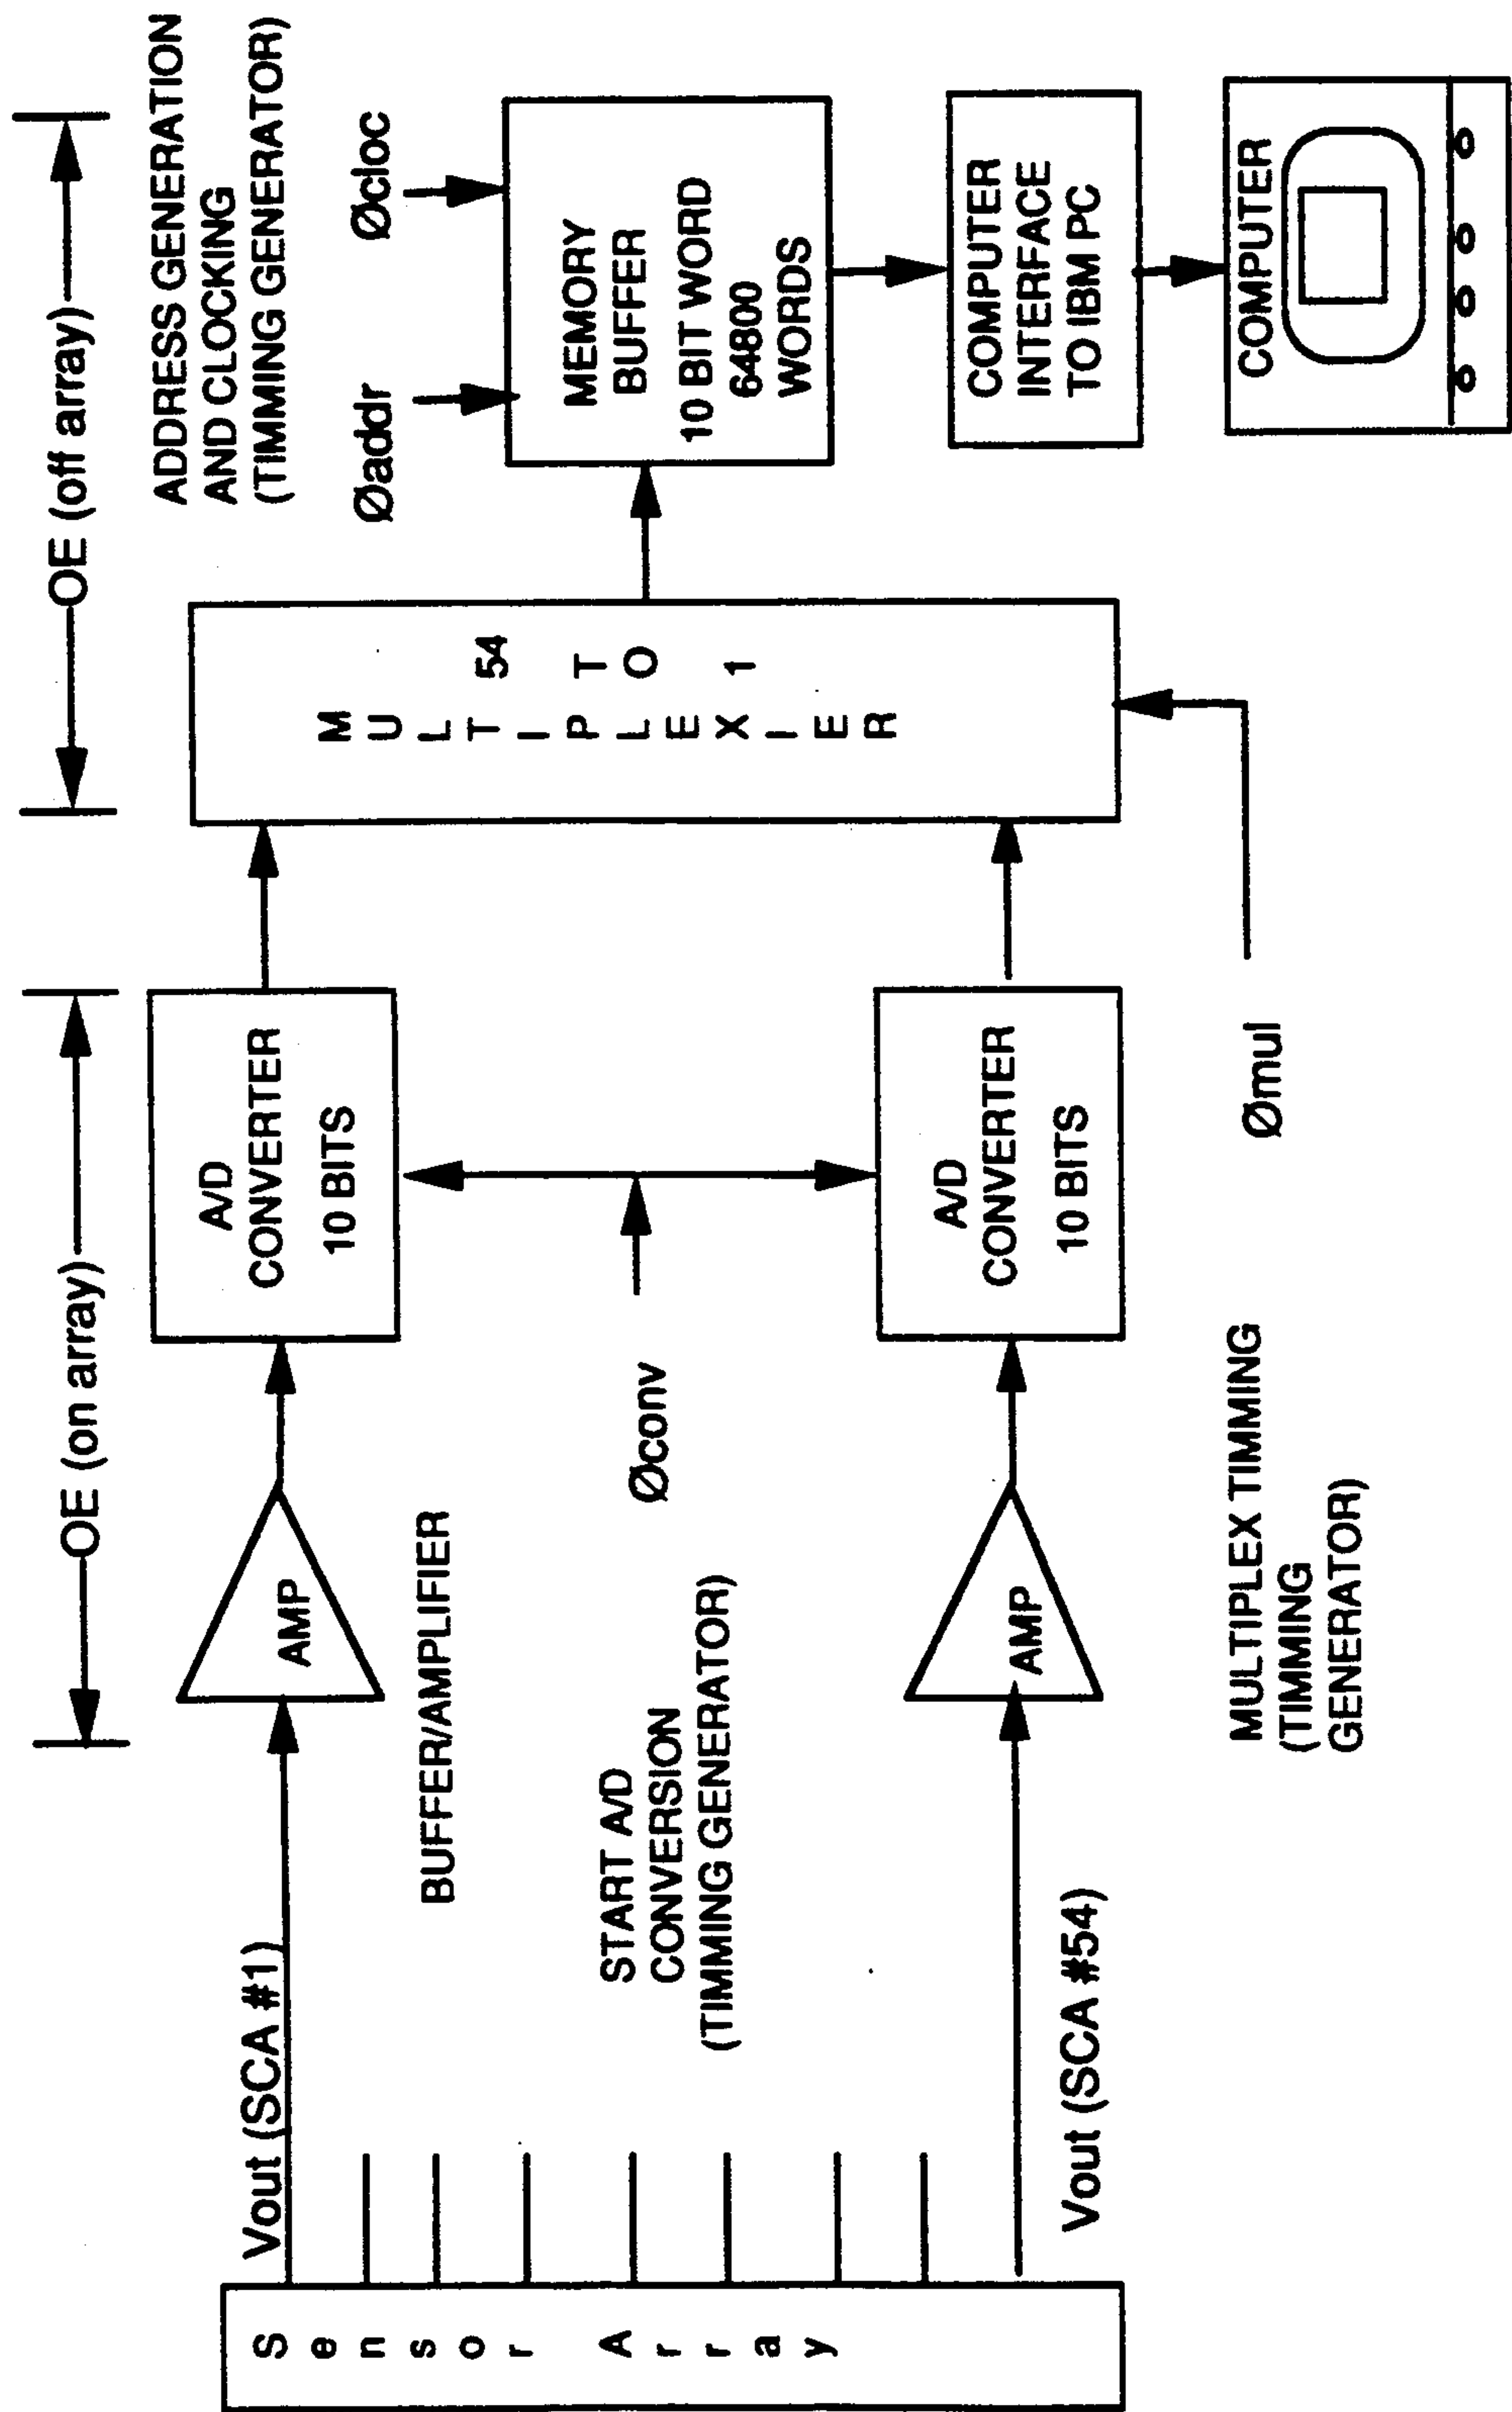 OE (on array)
OE (off array)
ADDRESS GENERATION
AND CLOCKING
(TIMMING GENERATOR)
Øaddr
Øcloc
Sensor Array
Vout (SCA #1)
AMP
BUFFER/AMPLIFIER
A/D
CONVERTER
10 BITS
START A/D
CONVERSION
(TIMMING GENERATOR)
Øconv
Vout (SCA #54)
AMP
A/D
CONVERTER
10 BITS
MULTIPLEX TIMMING
(TIMMING
GENERATOR)
Ømul
MULTIPLEXIER
54 TO 1
MEMORY
BUFFER
10 BIT WORD
64800
WORDS
COMPUTER
INTERFACE
TO IBM PC
COMPUTER